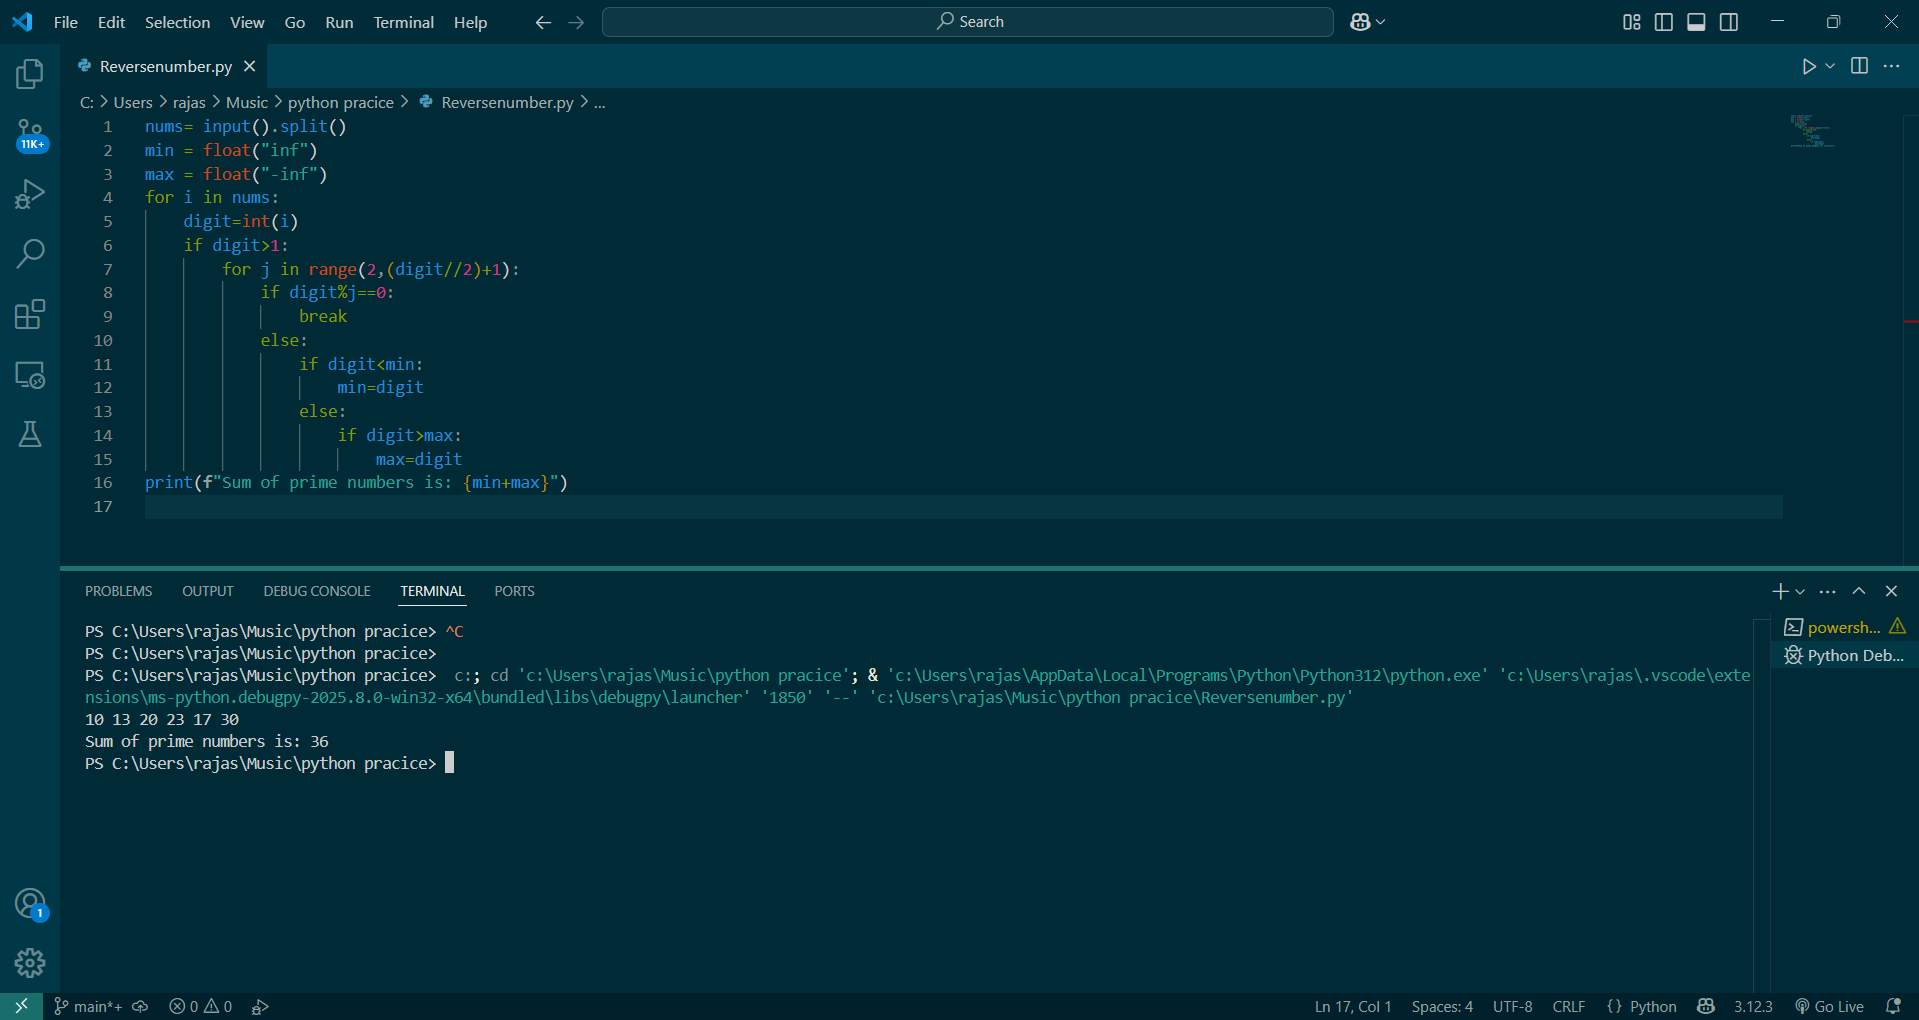 File Edit Selection View Go Run Terminal Help Search
Reversenumber.py
11K+
C: > Users > rajas > Music > python pracice > Reversenumber.py > ...
1 nums= input().split()
2 min = float("inf")
3 max = float("-inf")
4 for i in nums:
5     digit=int(i)
6     if digit>1:
7         for j in range(2,(digit//2)+1):
8             if digit%j==0:
9                 break
10             else:
11                 if digit<min:
12                     min=digit
13                 else:
14                     if digit>max:
15                         max=digit
16 print(f"Sum of prime numbers is: {min+max}")
17
PROBLEMS OUTPUT DEBUG CONSOLE TERMINAL PORTS
powersh...
Python Deb...
PS C:\Users\rajas\Music\python pracice> ^C
PS C:\Users\rajas\Music\python pracice>
PS C:\Users\rajas\Music\python pracice>  c:; cd 'c:\Users\rajas\Music\python pracice'; & 'c:\Users\rajas\AppData\Local\Programs\Python\Python312\python.exe' 'c:\Users\rajas\.vscode\exte
nsions\ms-python.debugpy-2025.8.0-win32-x64\bundled\libs\debugpy\launcher' '1850' '--' 'c:\Users\rajas\Music\python pracice\Reversenumber.py'
10 13 20 23 17 30
Sum of prime numbers is: 36
PS C:\Users\rajas\Music\python pracice>
1
main*+ 0 0 Ln 17, Col 1 Spaces: 4 UTF-8 CRLF {} Python 3.12.3 Go Live